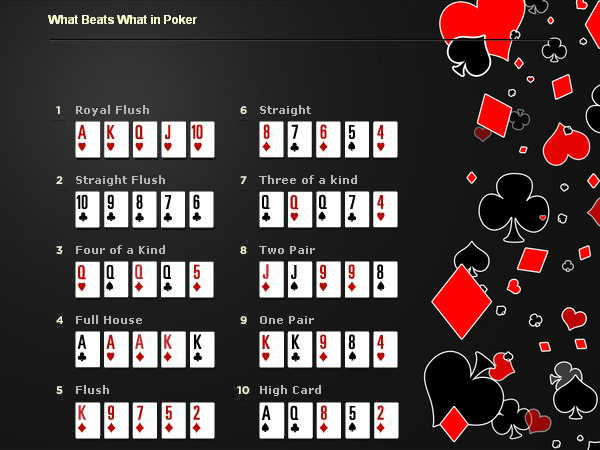 What Beats What in Poker
1 Royal Flush
A K Q J 10
2 Straight Flush
10 9 8 7 6
3 Four of a Kind
Q Q Q Q 5
4 Full House
A A A K K
5 Flush
K 9 7 5 2
6 Straight
8 7 6 5 4
7 Three of a kind
Q Q Q 7 4
8 Two Pair
J J 9 9 8
9 One Pair
K K 9 8 4
10 High Card
A Q 8 5 2